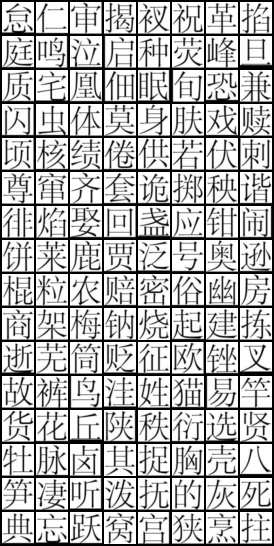 怠仁审揭衩祝革掐
庭鸣泣启种荧峰旦
质宅凰佃眠旬恐兼
闪虫体莫身肤戏赎
顷核绩倦供若伏刺
尊窜齐套诡掷秧谐
徘焰娶回盏应钳闹
饼莱鹿贾泛号奥逊
棍粒农赔密俗幽房
商架梅钠烧起建拣
逝芜筒贬征欧锉叉
故裤鸟洼姓猫易竿
货花丘陕秩衍选贤
牡脉卤其捉胸壳八
笋凄听泼抚的灰死
典忘跃窝宫狭烹拄